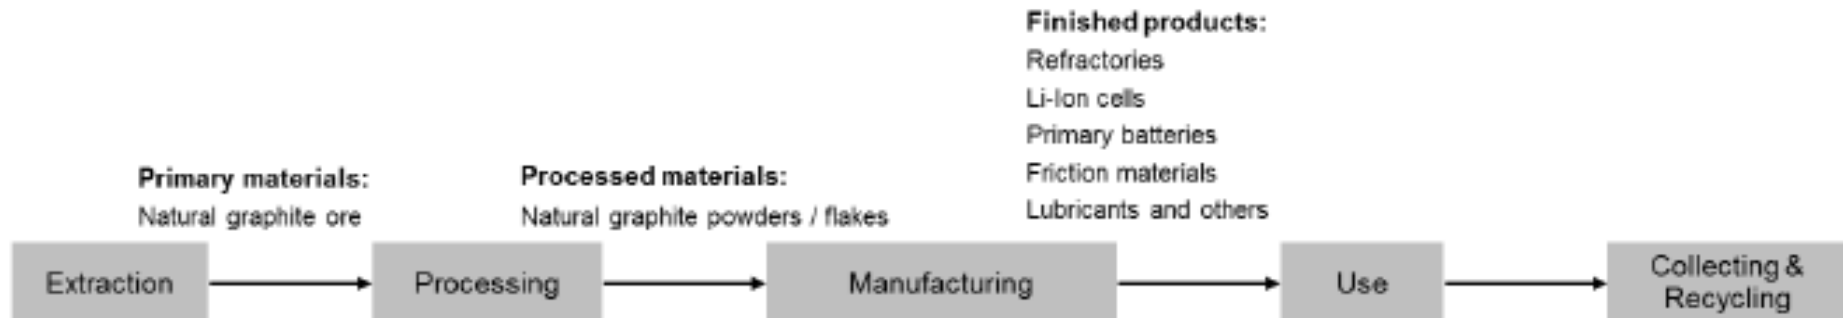 Finished products:
Refractories
Li-Ion cells
Primary batteries
Friction materials
Lubricants and others
Primary materials:
Natural graphite ore
Processed materials:
Natural graphite powders / flakes
Extraction
Processing
Manufacturing
Use
Collecting &
Recycling